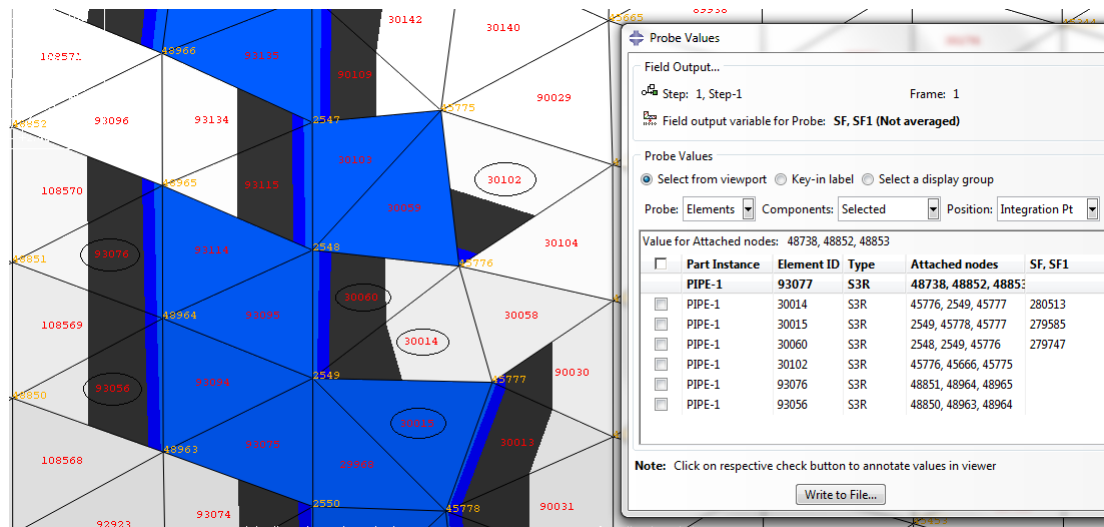 30142
45665
89938
30140
108571
48966
93135
90109
45775
90029
48852
93096
93134
2547
30103
30102
108570
48965
93115
30059
93076
93114
2548
30104
48851
45776
30060
108569
48964
93095
30014
30058
93056
2549
45777
90030
48850
30015
108568
48963
93075
30013
2550
45778
90031
92923
93074
Probe Values
Field Output...
Step: 1, Step-1 Frame: 1
Field output variable for Probe: SF, SF1 (Not averaged)
Probe Values
Select from viewport Key-in label Select a display group
Probe: Elements Components: Selected Position: Integration Pt
Value for Attached nodes: 48738, 48852, 48853
Part Instance Element ID Type Attached nodes SF, SF1
PIPE-1 93077 S3R 48738, 48852, 48853
PIPE-1 30014 S3R 45776, 2549, 45777 280513
PIPE-1 30015 S3R 2549, 45778, 45777 279585
PIPE-1 30060 S3R 2548, 2549, 45776 279747
PIPE-1 30102 S3R 45776, 45666, 45775
PIPE-1 93076 S3R 48851, 48964, 48965
PIPE-1 93056 S3R 48850, 48963, 48964
Note: Click on respective check button to annotate values in viewer
Write to File...